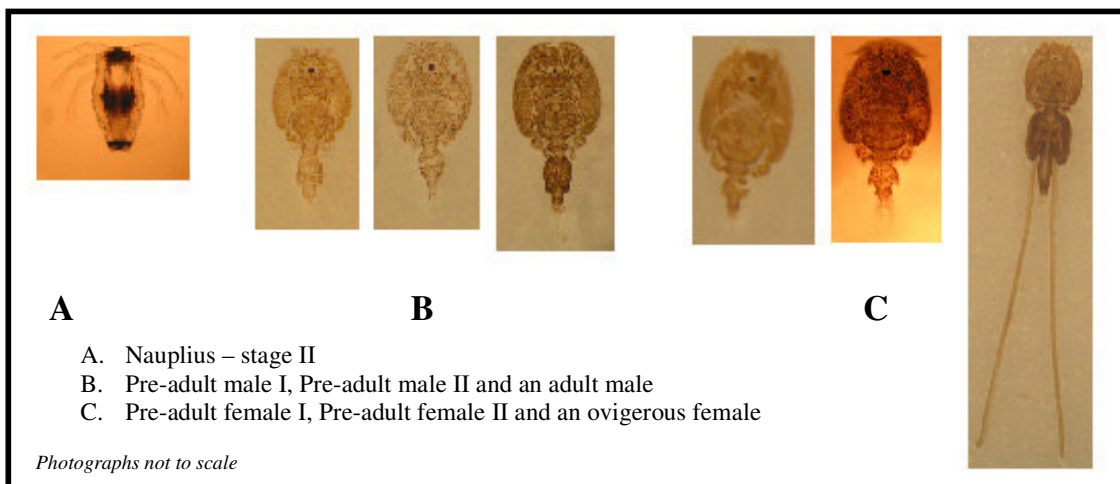 A B C
A. Nauplius – stage II
B. Pre-adult male I, Pre-adult male II and an adult male
C. Pre-adult female I, Pre-adult female II and an ovigerous female
Photographs not to scale